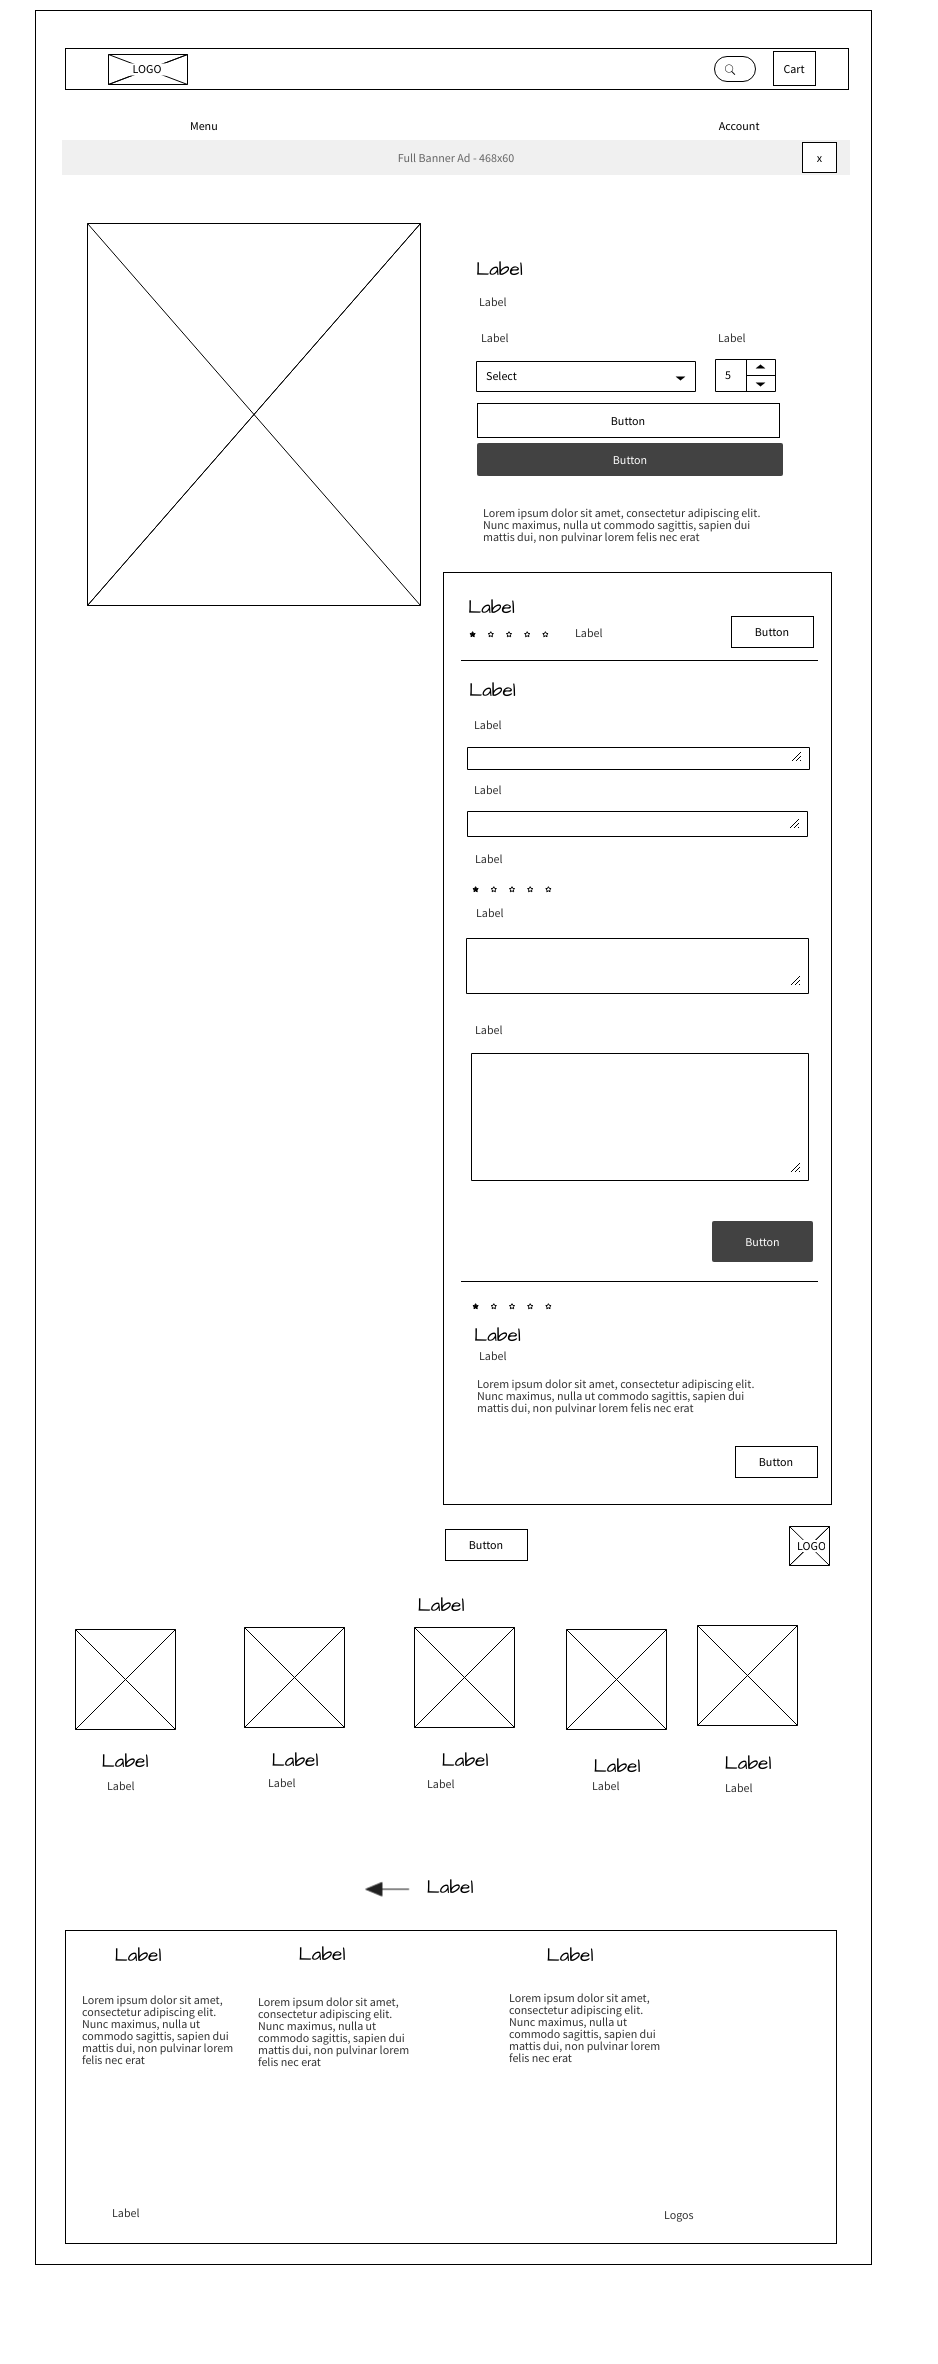 LOGO
Cart
Menu
Account
Full Banner Ad - 468x60
x
Label
Label
Label
Label
Select
5
Button
Button
Lorem ipsum dolor sit amet, consectetur adipiscing elit.
Nunc maximus, nulla ut commodo sagittis, sapien dui
mattis dui, non pulvinar lorem felis nec erat
Label
Label
Button
Label
Label
Label
Label
Label
Label
Button
Label
Label
Lorem ipsum dolor sit amet, consectetur adipiscing elit.
Nunc maximus, nulla ut commodo sagittis, sapien dui
mattis dui, non pulvinar lorem felis nec erat
Button
Button
LOGO
Label
Label
Label
Label
Label
Label
Label
Label
Label
Label
Label
Label
Label
Lorem ipsum dolor sit amet,
consectetur adipiscing elit.
Nunc maximus, nulla ut
commodo sagittis, sapien dui
mattis dui, non pulvinar lorem
felis nec erat
Label
Lorem ipsum dolor sit amet,
consectetur adipiscing elit.
Nunc maximus, nulla ut
commodo sagittis, sapien dui
mattis dui, non pulvinar lorem
felis nec erat
Label
Lorem ipsum dolor sit amet,
consectetur adipiscing elit.
Nunc maximus, nulla ut
commodo sagittis, sapien dui
mattis dui, non pulvinar lorem
felis nec erat
Label
Logos